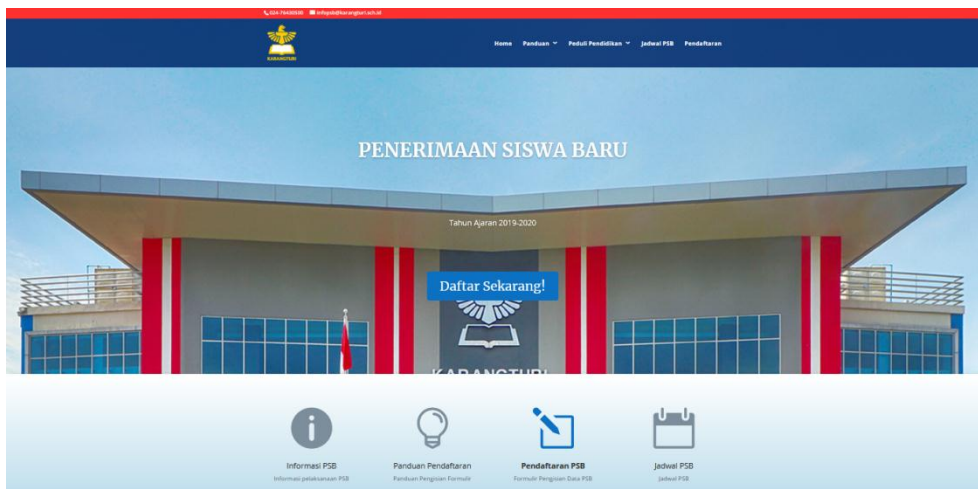 024-76430500 infopsb@karangturi.sch.id
KARANGTURI
Home Panduan Peduli Pendidikan Jadwal PSB Pendaftaran
PENERIMAAN SISWA BARU
Tahun Ajaran 2019-2020
Daftar Sekarang!
KARANGTURI
Informasi PSB Panduan Pendaftaran Pendaftaran PSB Jadwal PSB
Informasi pelaksanaan PSB Panduan Pengisian Formulir Formulir Pengisian Data PSB Jadwal PSB